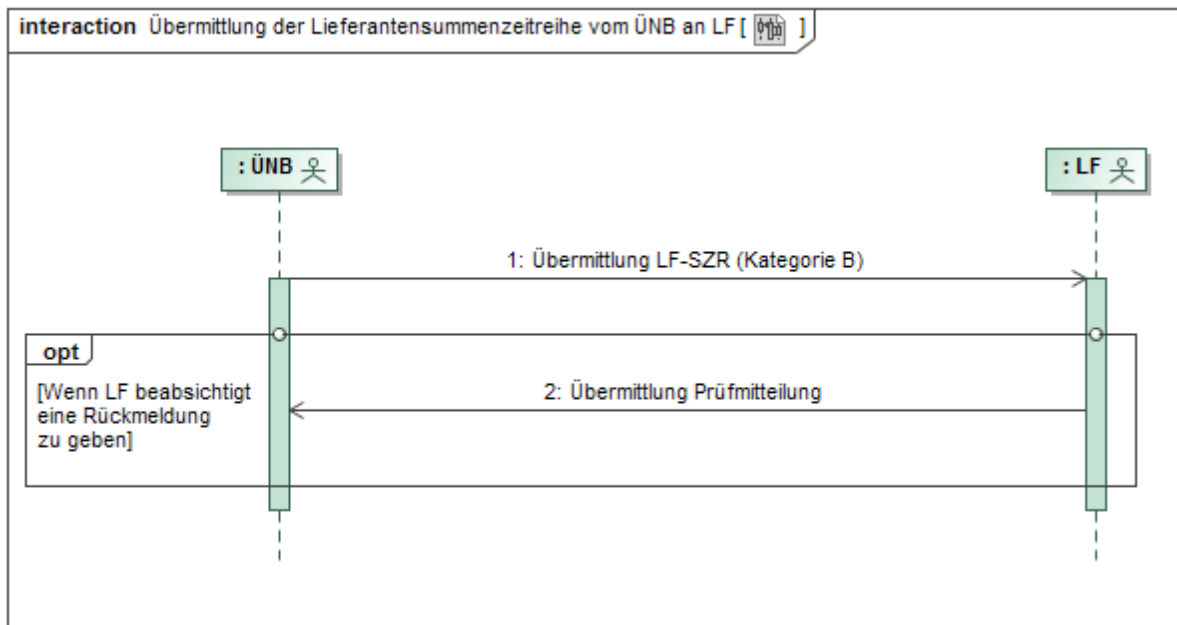 interaction Übermittlung der Lieferantensummenzeitreihe vom ÜNB an LF [ ]
: ÜNB
: LF
1: Übermittlung LF-SZR (Kategorie B)
opt
[Wenn LF beabsichtigt
eine Rückmeldung
zu geben]
2: Übermittlung Prüfmitteilung